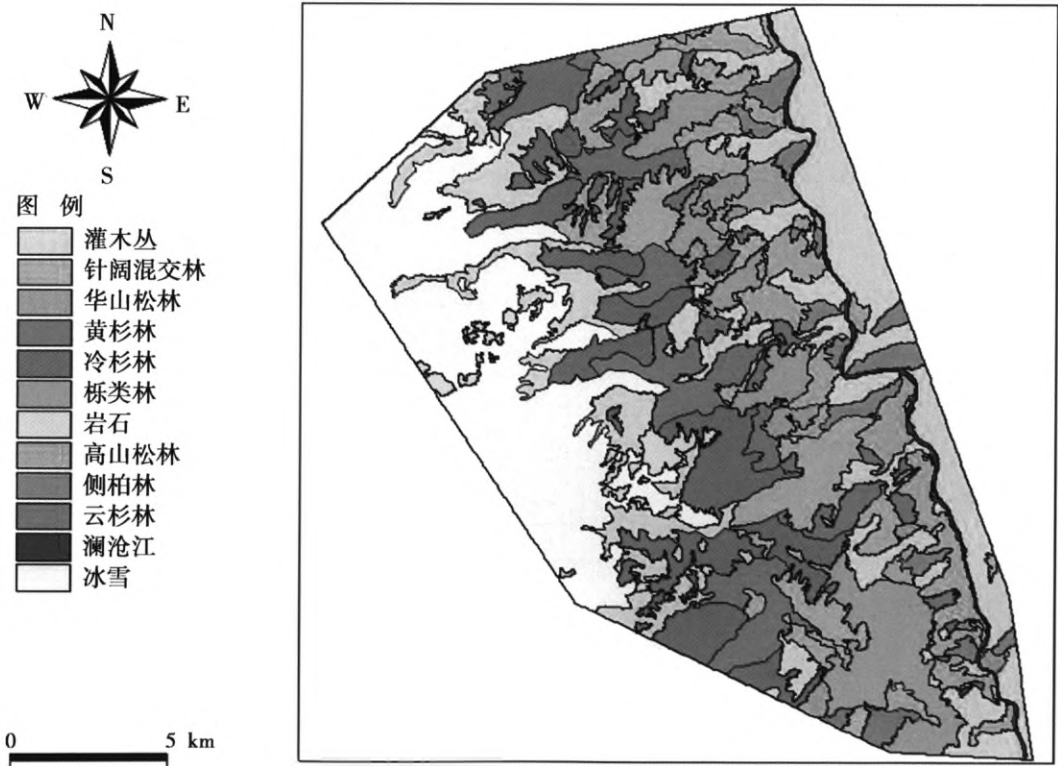 N
W E
S
图 例
灌木丛
针阔混交林
华山松林
黄杉林
冷杉林
栎类林
岩石
高山松林
侧柏林
云杉林
澜沧江
冰雪
0 5 km